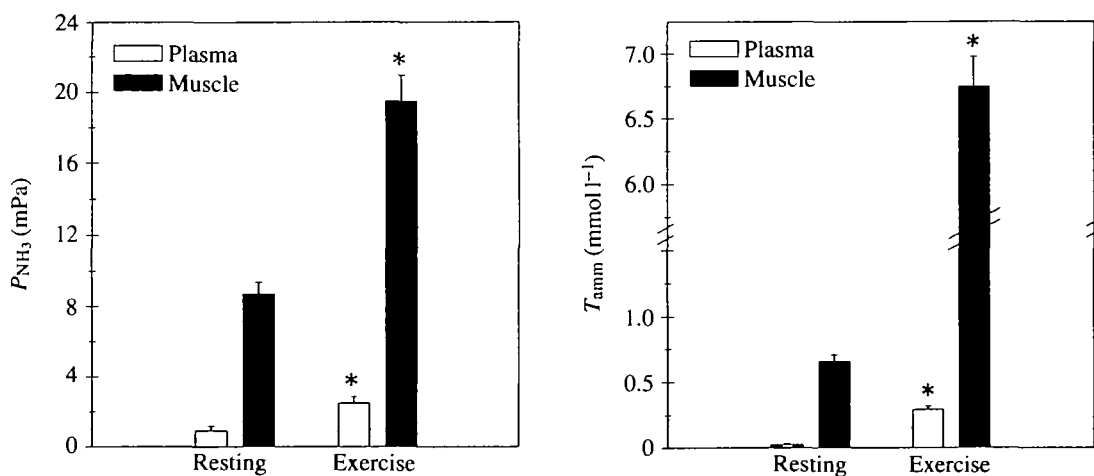 24
20
16
12
8
4
0
P_NH3 (mPa)
Plasma
Muscle
*
*
Resting Exercise
7.0
6.5
6.0
1.0
0.5
0
T_amm (mmol l⁻¹)
Plasma
Muscle
*
*
Resting Exercise